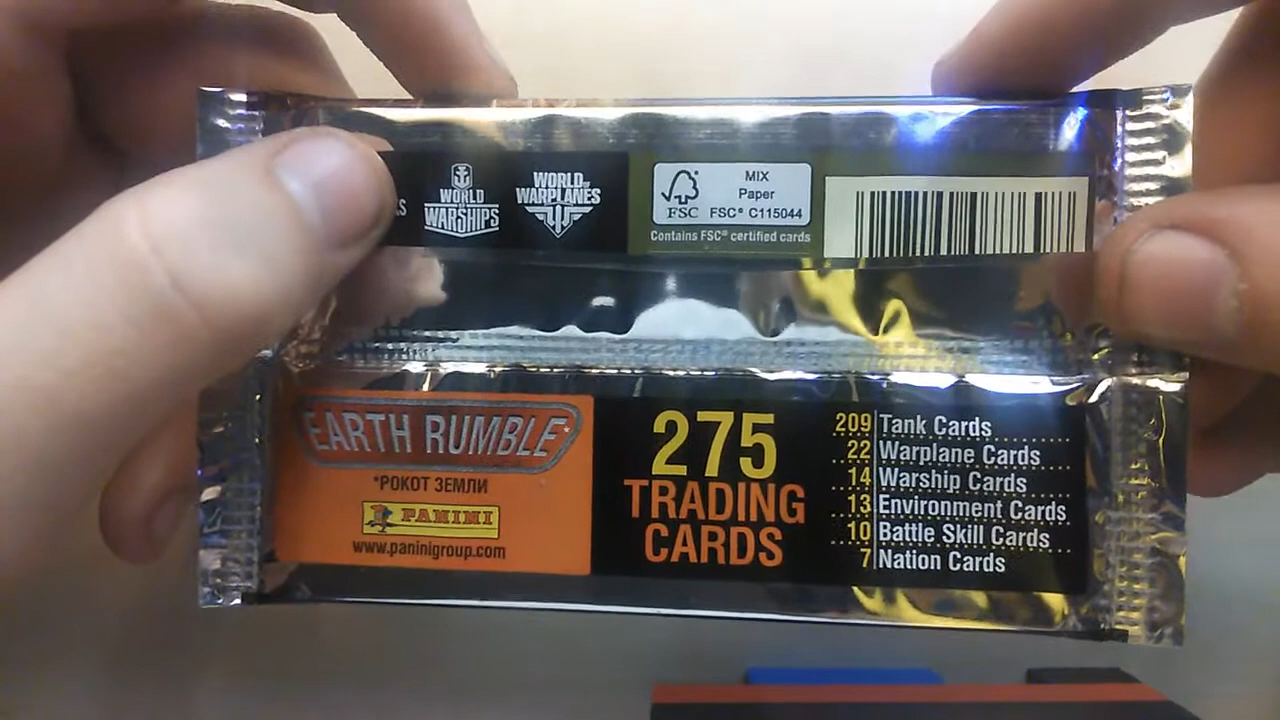 WORLD OF WARSHIPS
WORLD OF WARPLANES
FSC
MIX
Paper
FSC® C115044
Contains FSC® certified cards
EARTH RUMBLE*
*РОКОТ ЗЕМЛИ
PANINI
www.paninigroup.com
275
TRADING
CARDS
209 Tank Cards
22 Warplane Cards
14 Warship Cards
13 Environment Cards
10 Battle Skill Cards
7 Nation Cards